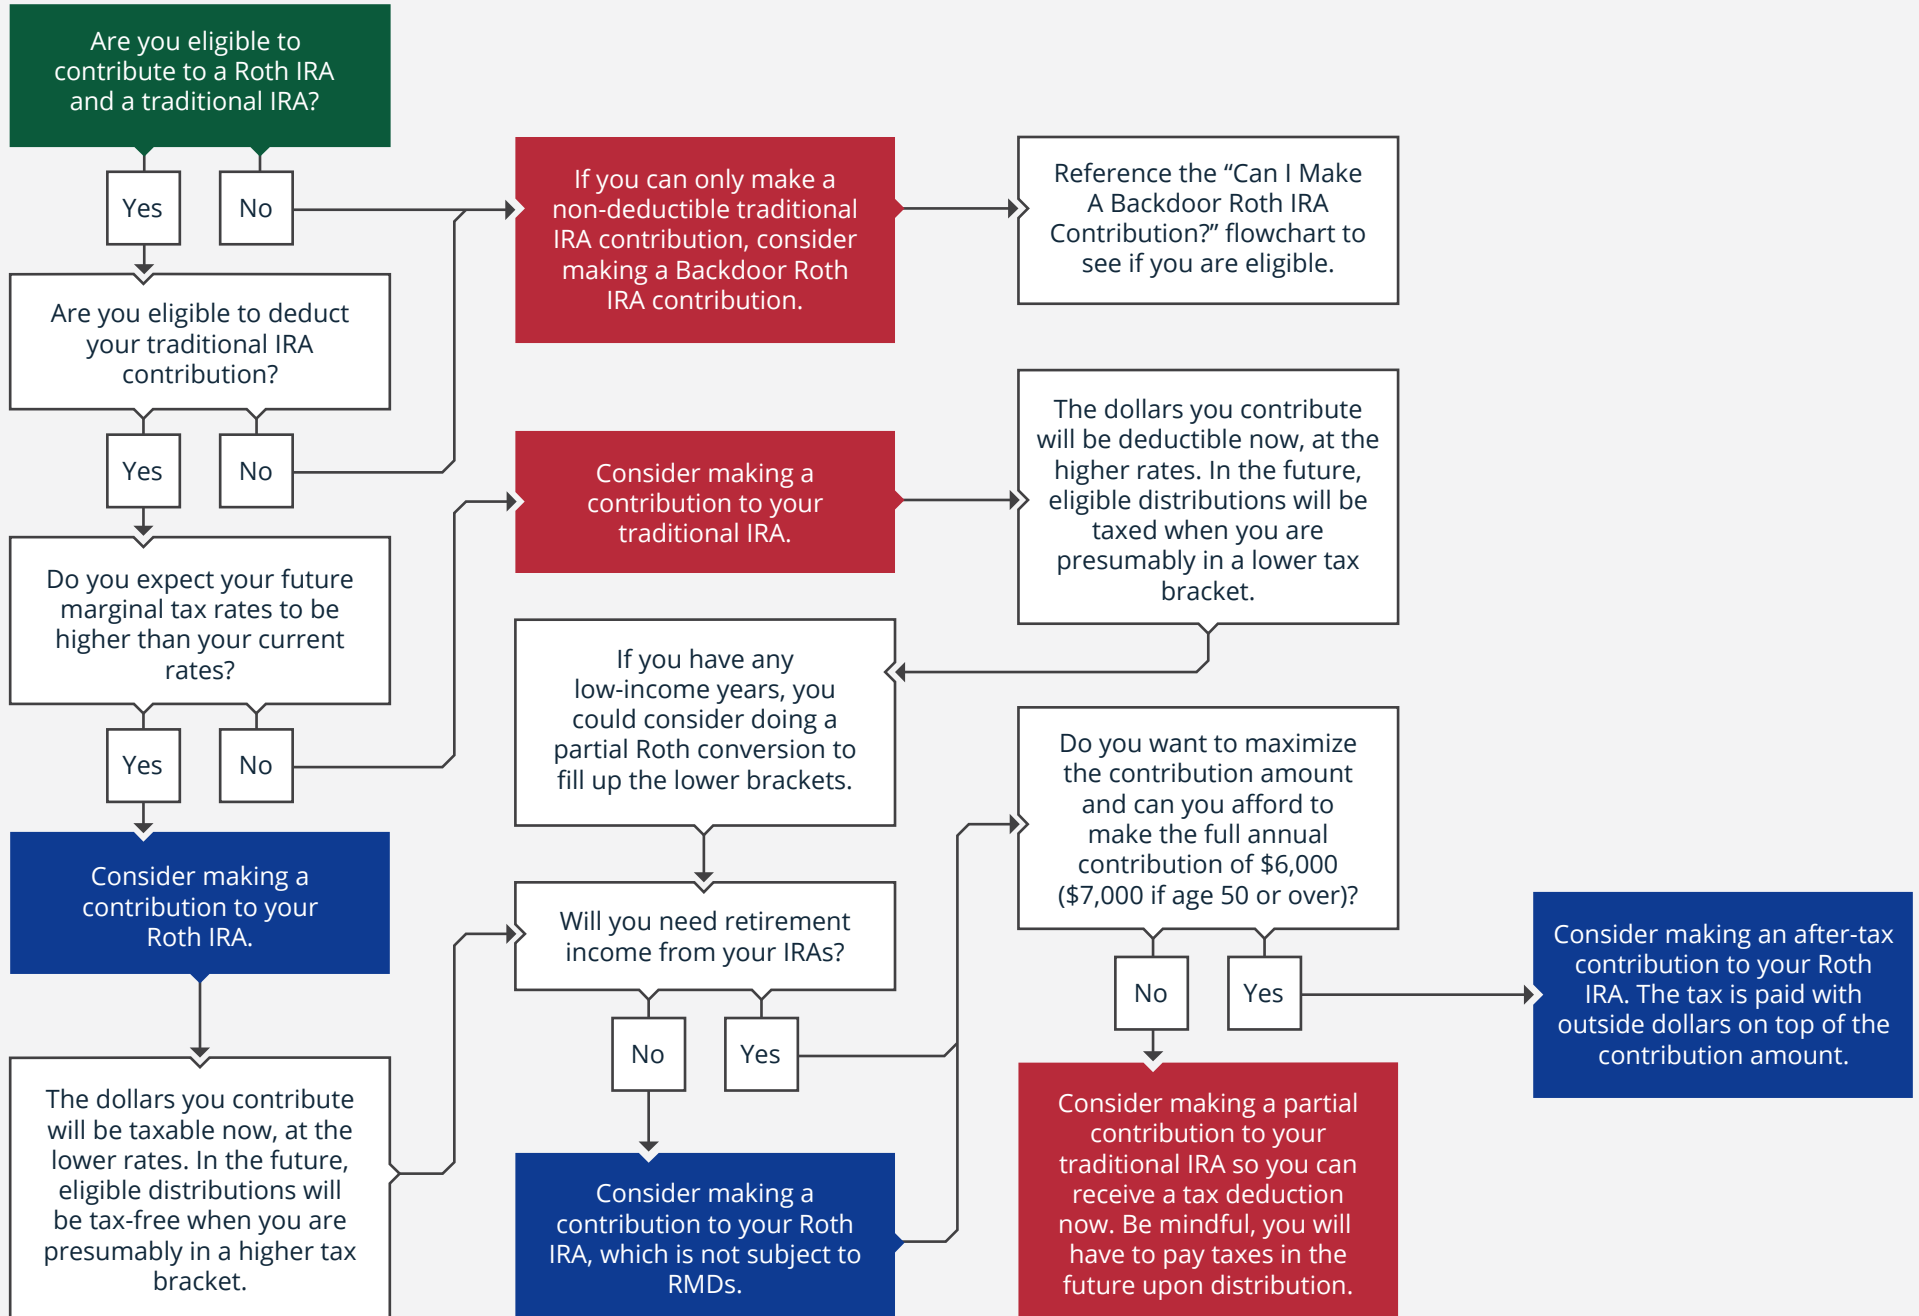 Are you eligible to
contribute to a Roth IRA
and a traditional IRA?
Yes
No
If you can only make a
non-deductible traditional
IRA contribution, consider
making a Backdoor Roth
IRA contribution.
Reference the “Can I Make
A Backdoor Roth IRA
Contribution?” flowchart to
see if you are eligible.
Are you eligible to deduct
your traditional IRA
contribution?
Yes
No
Consider making a
contribution to your
traditional IRA.
The dollars you contribute
will be deductible now, at the
higher rates. In the future,
eligible distributions will be
taxed when you are
presumably in a lower tax
bracket.
Do you expect your future
marginal tax rates to be
higher than your current
rates?
Yes
No
If you have any
low-income years, you
could consider doing a
partial Roth conversion to
fill up the lower brackets.
Do you want to maximize
the contribution amount
and can you afford to
make the full annual
contribution of $6,000
($7,000 if age 50 or over)?
Consider making a
contribution to your
Roth IRA.
Will you need retirement
income from your IRAs?
No
Yes
No
Yes
Consider making an after-tax
contribution to your Roth
IRA. The tax is paid with
outside dollars on top of the
contribution amount.
The dollars you contribute
will be taxable now, at the
lower rates. In the future,
eligible distributions will
be tax-free when you are
presumably in a higher tax
bracket.
Consider making a
contribution to your Roth
IRA, which is not subject to
RMDs.
Consider making a partial
contribution to your
traditional IRA so you can
receive a tax deduction
now. Be mindful, you will
have to pay taxes in the
future upon distribution.